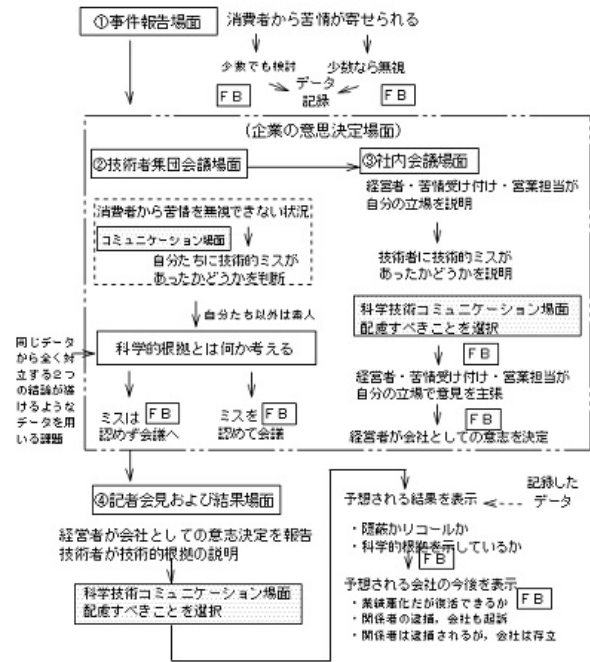 ①事件報告場面
消費者から苦情が寄せられる
少数でも検討
少数なら無視
FB
データ
記録
FB
(企業の意思決定場面)
②技術者集団会議場面
③社内会議場面
経営者・苦情受け付け・営業担当が
自分の立場を説明
消費者から苦情を無視できない状況
コミュニケーション場面
自分たちに技術的ミスが
あったかどうかを判断
技術者に技術的ミスが
あったかどうかを説明
自分たち以外は素人
科学技術コミュニケーション場面
配慮すべきことを選択
同じデータ
から全く対
立する2つ
の結論が導
けるような
データを用
いる課題
科学的根拠とは何か考える
FB
経営者・苦情受け付け・営業担当が
自分の立場で意見を主張
ミスは FB
認めず会議へ
ミスを FB
認めて会議
FB
経営者が会社としての意志を決定
④記者会見および結果場面
予想される結果を表示
記録した
データ
経営者が会社としての意志決定を報告
技術者が技術的根拠の説明
・隠蔽かリコールか
・科学的根拠を示しているか
FB
科学技術コミュニケーション場面
配慮すべきことを選択
予想される会社の今後を表示
・業績悪化だが復活できるか FB
・関係者の逮捕，会社も起訴
・関係者は逮捕されるが，会社は存立